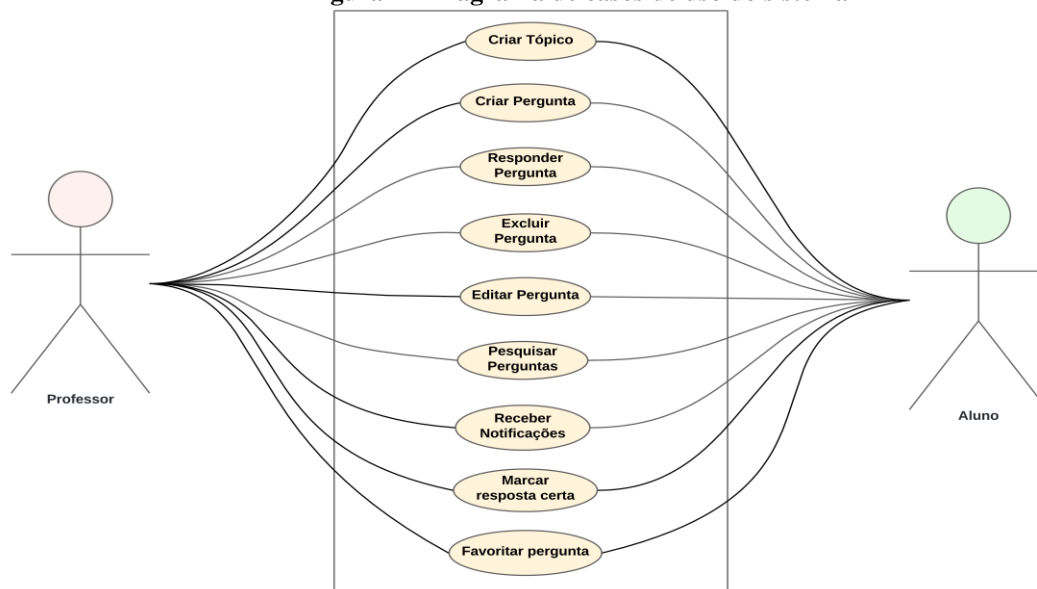 Criar Tópico
Criar Pergunta
Responder
Pergunta
Excluir
Pergunta
Editar Pergunta
Pesquisar
Perguntas
Receber
Notificações
Marcar
resposta certa
Favoritar pergunta
Professor
Aluno